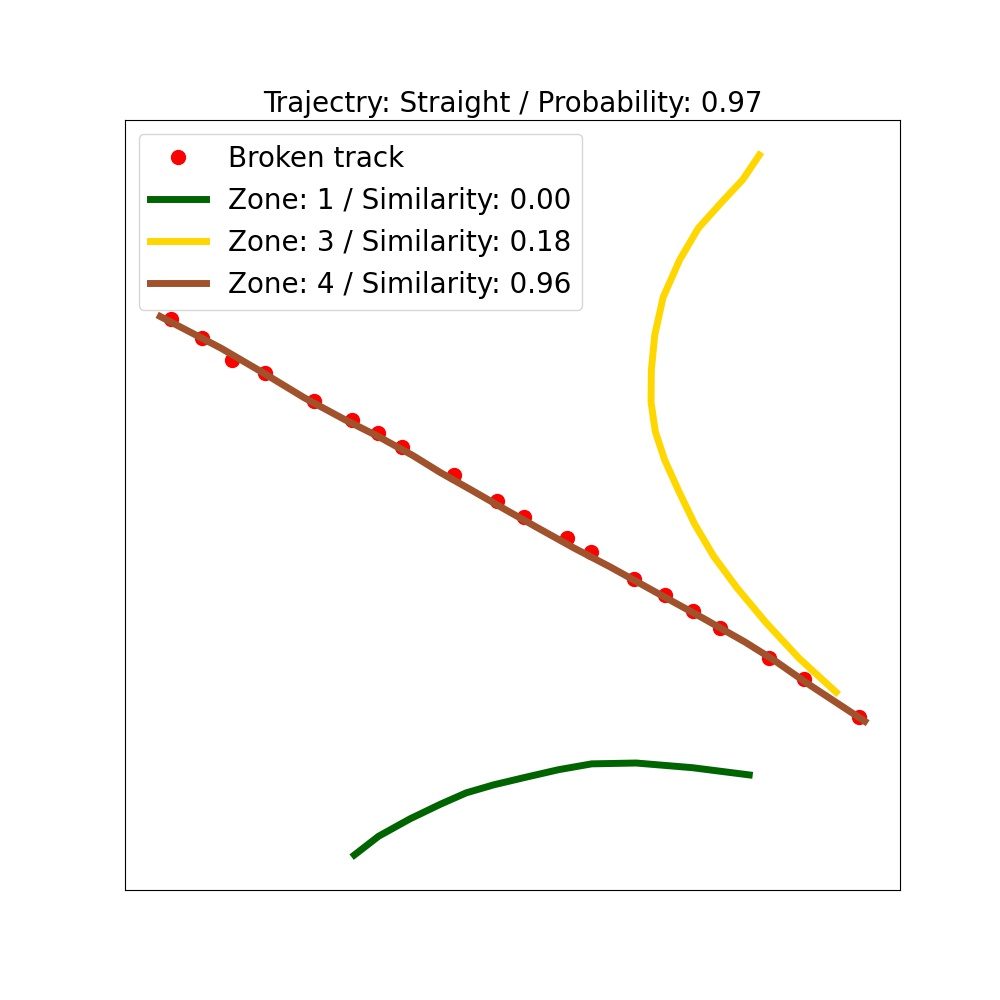 Trajectry: Straight / Probability: 0.97
Broken track
Zone: 1 / Similarity: 0.00
Zone: 3 / Similarity: 0.18
Zone: 4 / Similarity: 0.96